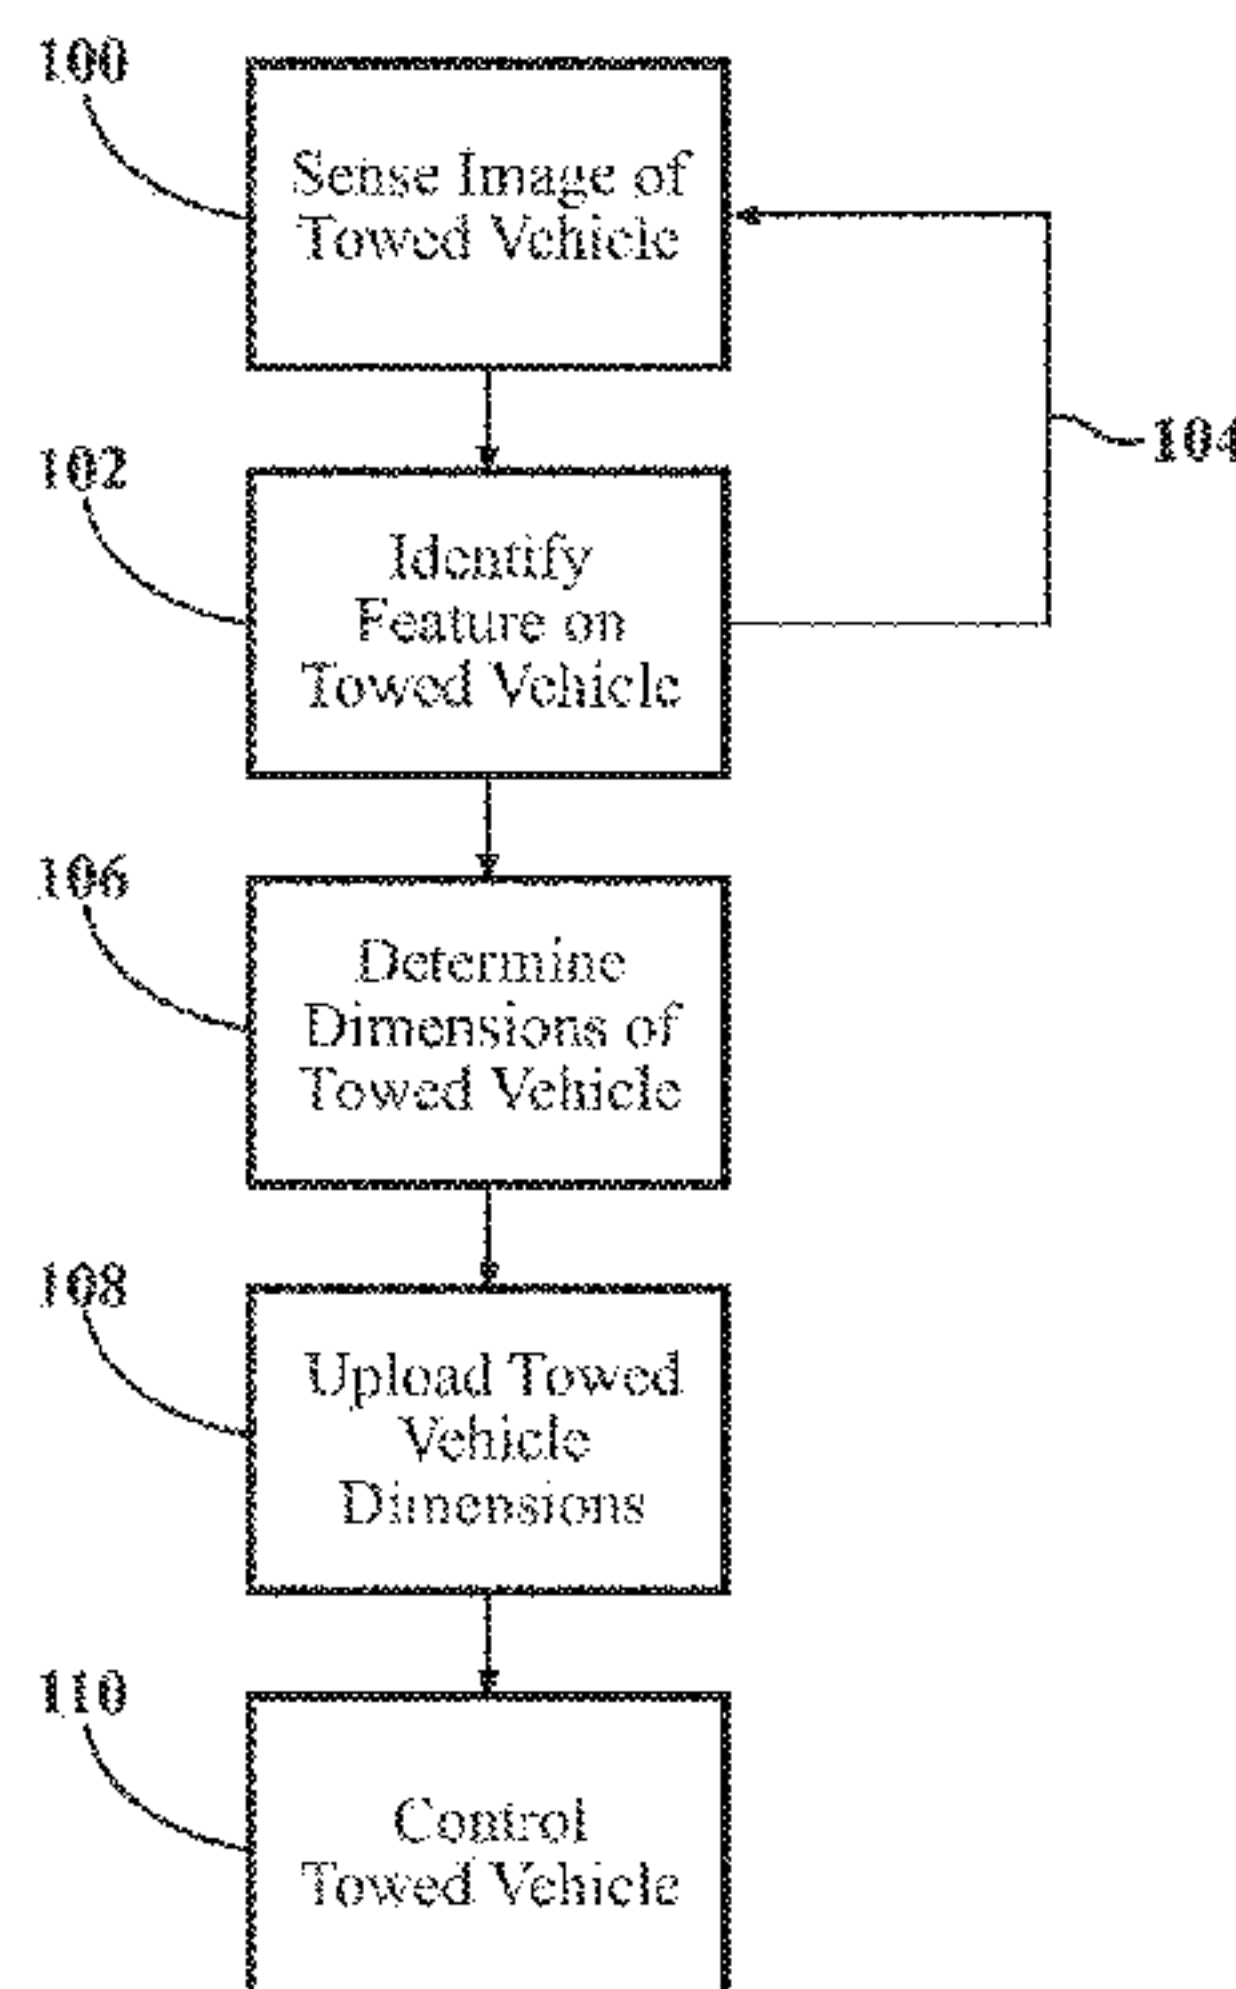 100
Sense Image of
Towed Vehicle
104
102
Identify
Feature on
Towed Vehicle
106
Determine
Dimensions of
Towed Vehicle
108
Upload Towed
Vehicle
Dimensions
110
Control
Towed Vehicle